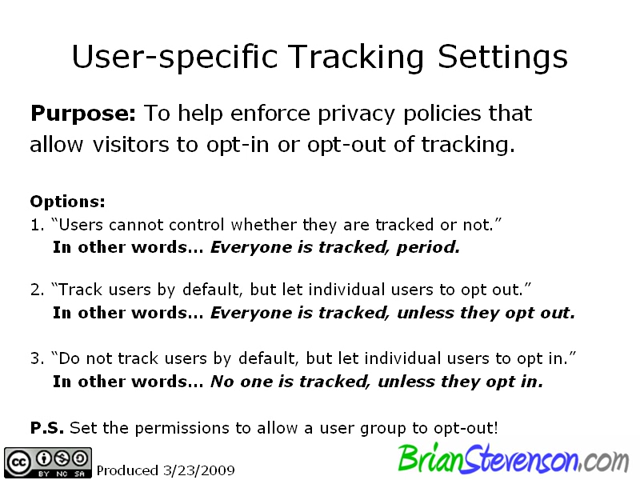 User-specific Tracking Settings
Purpose: To help enforce privacy policies that
allow visitors to opt-in or opt-out of tracking.
Options:
1. “Users cannot control whether they are tracked or not.”
In other words… Everyone is tracked, period.
2. “Track users by default, but let individual users to opt out.”
In other words… Everyone is tracked, unless they opt out.
3. “Do not track users by default, but let individual users to opt in.”
In other words… No one is tracked, unless they opt in.
P.S. Set the permissions to allow a user group to opt-out!
cc
BY NC SA
Produced 3/23/2009
BrianStevenson.com